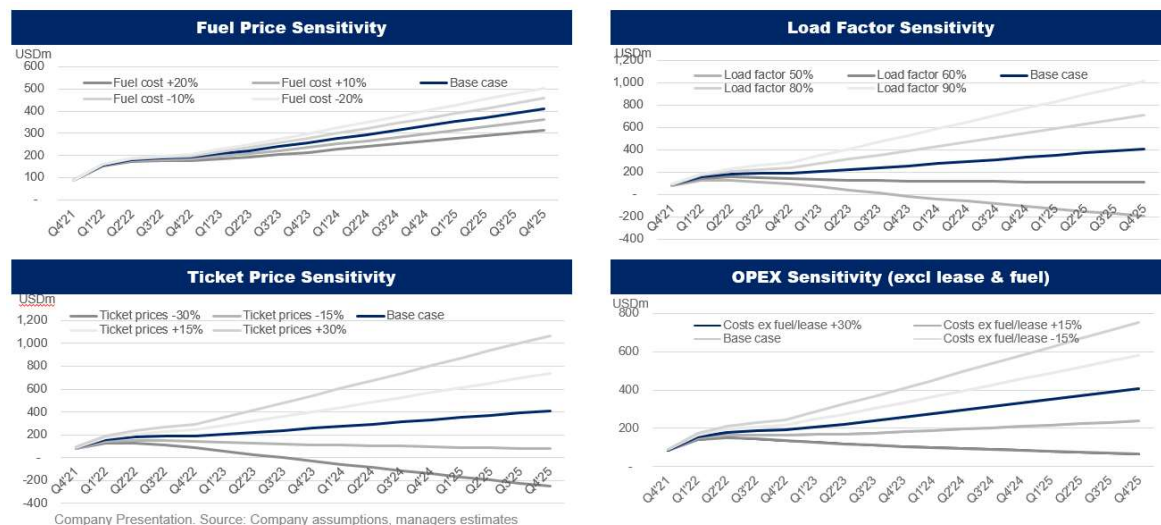 Fuel Price Sensitivity
USDm
600
500
400
300
200
100
-
Fuel cost +20%
Fuel cost +10%
Base case
Fuel cost -10%
Fuel cost -20%
Q4'21
Q1'22
Q2'22
Q3'22
Q4'22
Q1'23
Q2'23
Q3'23
Q4'23
Q1'24
Q2'24
Q3'24
Q4'24
Q1'25
Q2'25
Q3'25
Q4'25
Load Factor Sensitivity
USDm
1,200
1,000
800
600
400
200
-
-200
-400
Load factor 50%
Load factor 60%
Base case
Load factor 80%
Load factor 90%
Q4'21
Q1'22
Q2'22
Q3'22
Q4'22
Q1'23
Q2'23
Q3'23
Q4'23
Q1'24
Q2'24
Q3'24
Q4'24
Q1'25
Q2'25
Q3'25
Q4'25
Ticket Price Sensitivity
USDm
1,200
1,000
800
600
400
200
-
-200
-400
Ticket prices -30%
Ticket prices -15%
Base case
Ticket prices +15%
Ticket prices +30%
Q4'21
Q1'22
Q2'22
Q3'22
Q4'22
Q1'23
Q2'23
Q3'23
Q4'23
Q1'24
Q2'24
Q3'24
Q4'24
Q1'25
Q2'25
Q3'25
Q4'25
OPEX Sensitivity (excl lease & fuel)
USDm
800
600
400
200
-
Costs ex fuel/lease +30%
Costs ex fuel/lease +15%
Base case
Costs ex fuel/lease -15%
Q4'21
Q1'22
Q2'22
Q3'22
Q4'22
Q1'23
Q2'23
Q3'23
Q4'23
Q1'24
Q2'24
Q3'24
Q4'24
Q1'25
Q2'25
Q3'25
Q4'25
Company Presentation. Source: Company assumptions, managers estimates